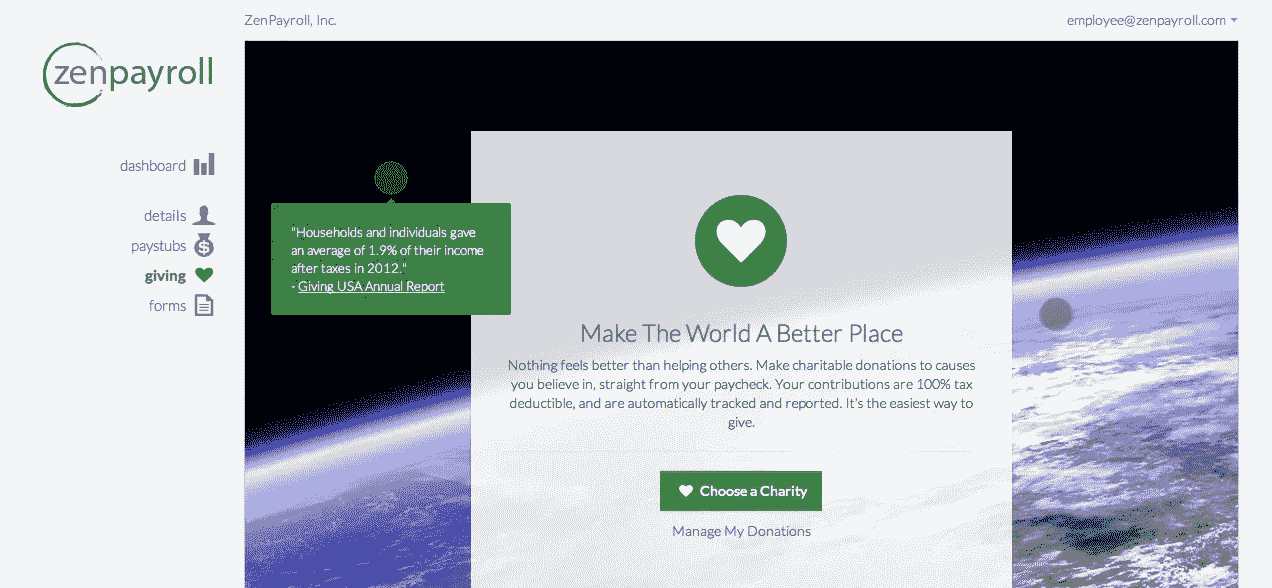 ZenPayroll, Inc.
employee@zenpayroll.com
zenpayroll
dashboard
details
paystubs
giving
forms
"Households and individuals gave
an average of 1.9% of their income
after taxes in 2012."
- Giving USA Annual Report
Make The World A Better Place
Nothing feels better than helping others. Make charitable donations to causes
you believe in, straight from your paycheck. Your contributions are 100% tax
deductible, and are automatically tracked and reported. It's the easiest way to
give.
Choose a Charity
Manage My Donations